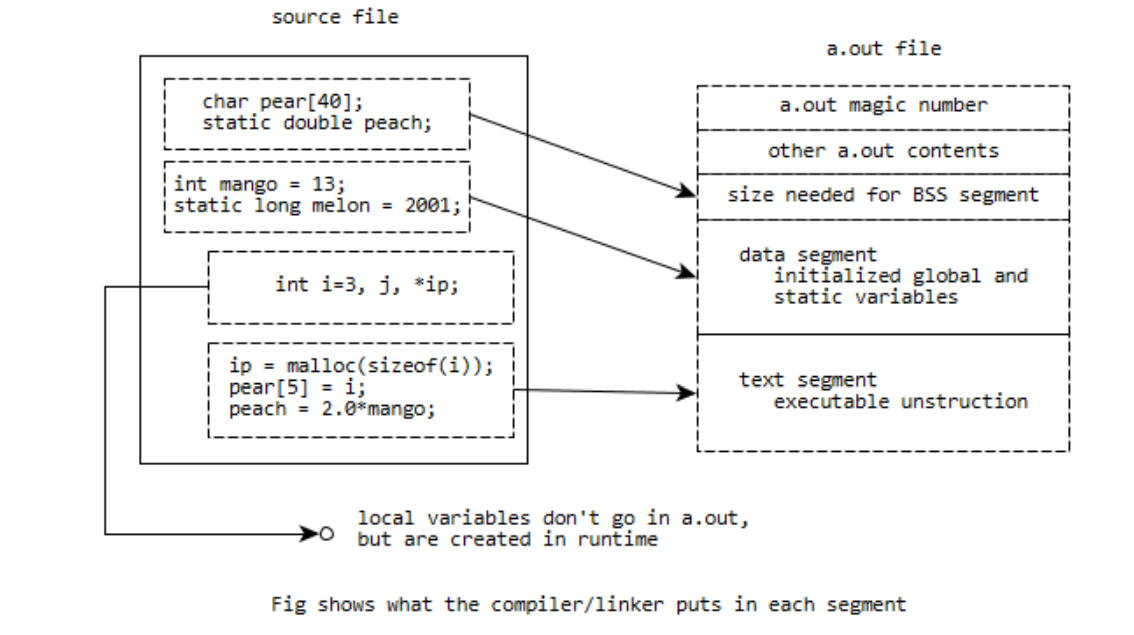 source file
char pear[40];
static double peach;
int mango = 13;
static long melon = 2001;
int i=3, j, *ip;
ip = malloc(sizeof(i));
pear[5] = i;
peach = 2.0*mango;
a.out file
a.out magic number
other a.out contents
size needed for BSS segment
data segment
initialized global and
static variables
text segment
executable unstruction
local variables don't go in a.out,
but are created in runtime
Fig shows what the compiler/linker puts in each segment